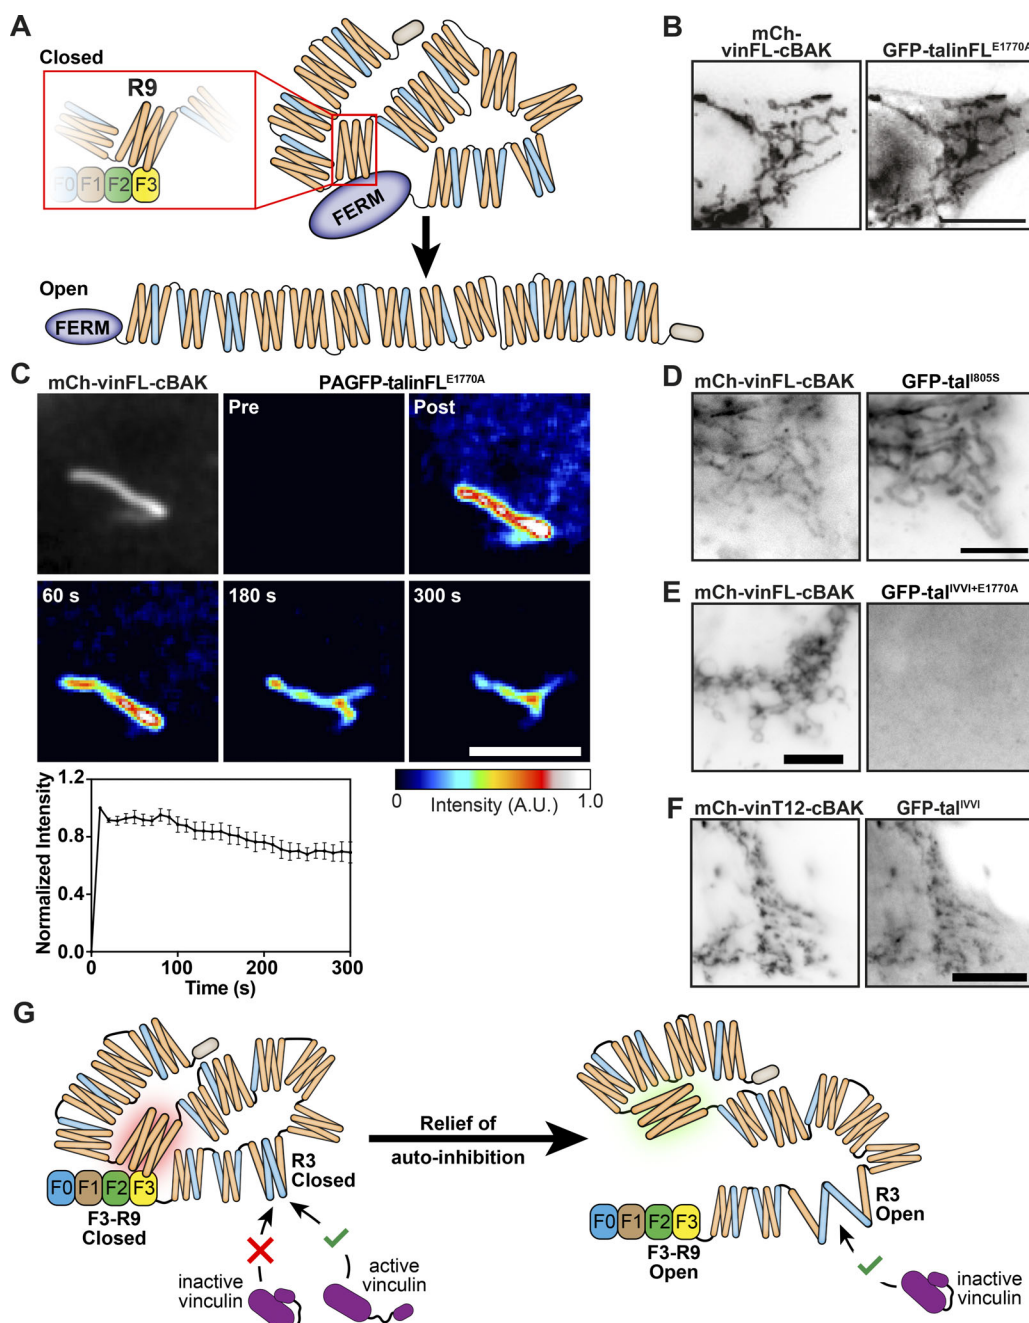 A
Closed
R9
F0 F1 F2 F3
FERM
Open
FERM
B
mCh-
vinFL-cBAK
GFP-talinFL^E1770A
C
mCh-vinFL-cBAK
PAGFP-talinFL^E1770A
Pre
Post
60 s
180 s
300 s
0
Intensity (A.U.)
1.0
1.2
0.8
0.4
0.0
Normalized Intensity
0
100
200
300
Time (s)
D
mCh-vinFL-cBAK
GFP-tal^I805S
E
mCh-vinFL-cBAK
GFP-tal^IVVI+E1770A
F
mCh-vinT12-cBAK
GFP-tal^IVVI
G
F0 F1 F2 F3
F3-R9
Closed
R3
Closed
inactive
vinculin
active
vinculin
Relief of
auto-inhibition
F0 F1 F2 F3
F3-R9
Open
R3
Open
inactive
vinculin